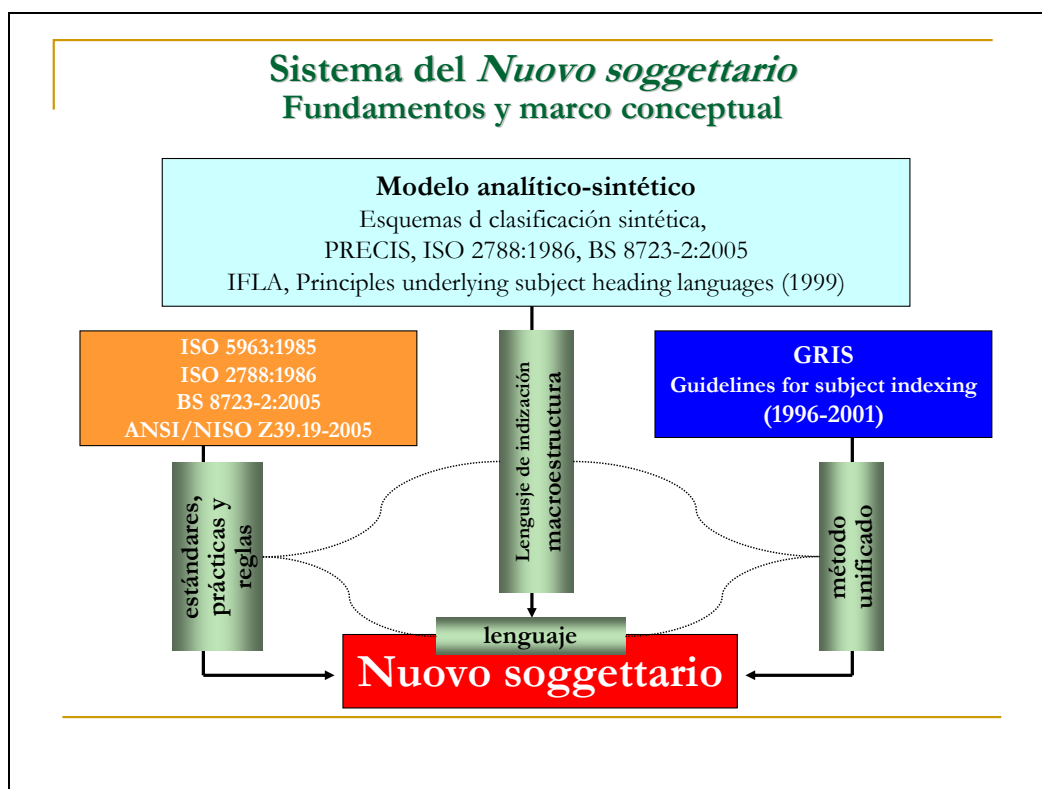 Sistema del Nuovo soggettario
Fundamentos y marco conceptual
Modelo analítico-sintético
Esquemas d clasificación sintética,
PRECIS, ISO 2788:1986, BS 8723-2:2005
IFLA, Principles underlying subject heading languages (1999)
ISO 5963:1985
ISO 2788:1986
BS 8723-2:2005
ANSI/NISO Z39.19-2005
Lengusje de indización
macroestructura
GRIS
Guidelines for subject indexing
(1996-2001)
estándares,
prácticas y
reglas
método
unificado
lenguaje
Nuovo soggettario